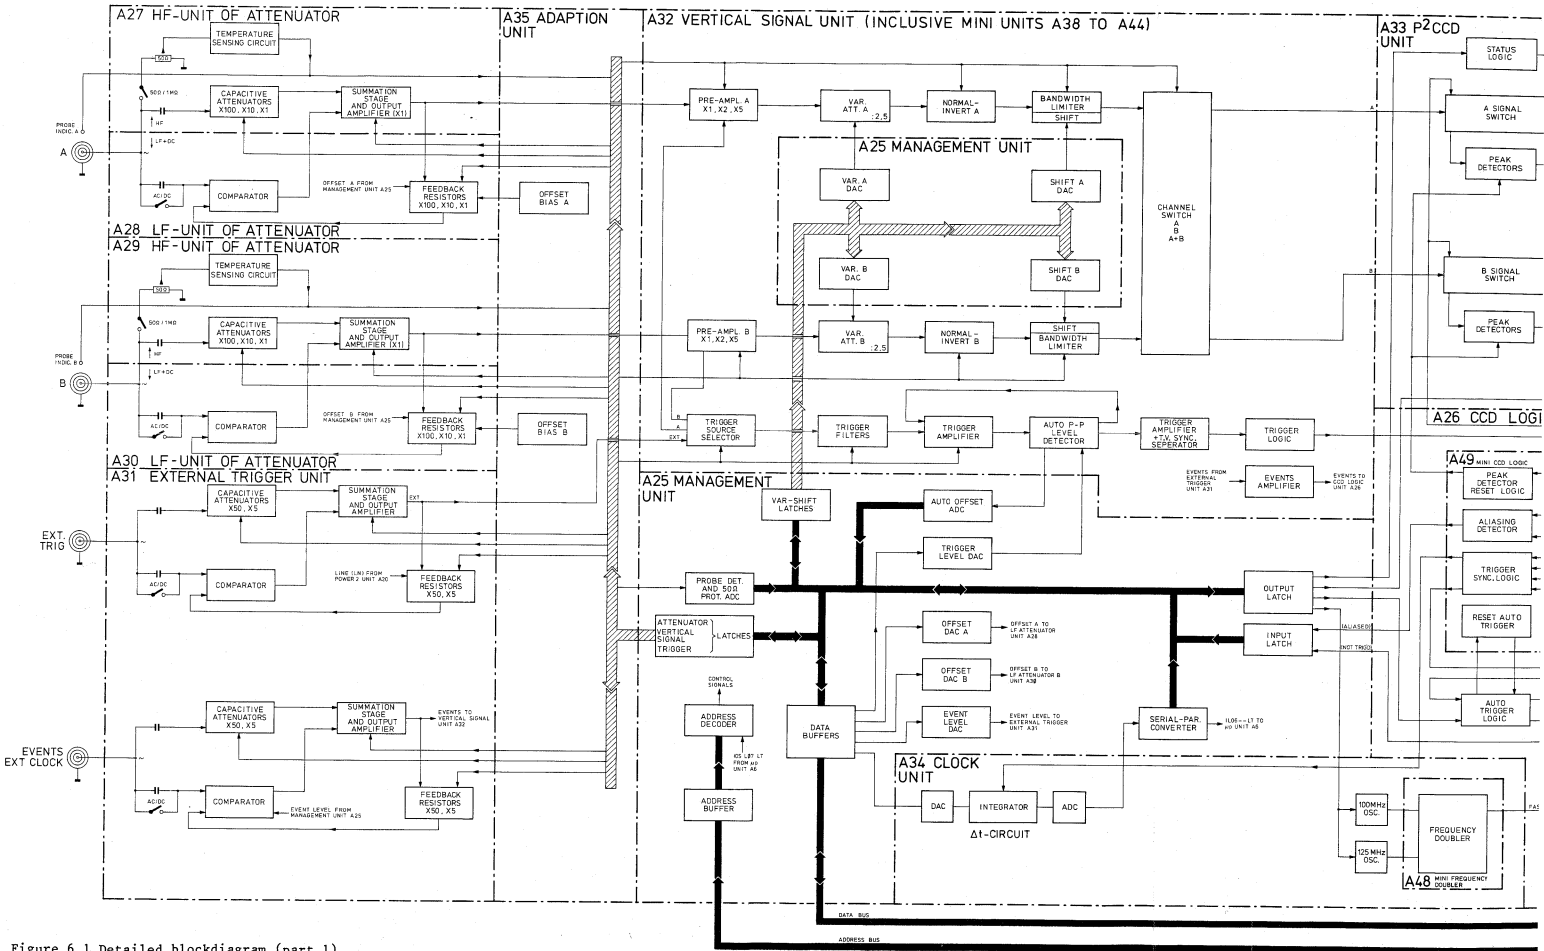 A27 HF-UNIT OF ATTENUATOR
TEMPERATURE
SENSING CIRCUIT
50Ω
50Ω / 1MΩ
CAPACITIVE
ATTENUATORS
X100, X10, X1
SUMMATION
STAGE
AND OUTPUT
AMPLIFIER (X1)
HF
LF+DC
PROBE
INDIC. A
A
AC/DC
COMPARATOR
OFFSET A FROM
MANAGEMENT UNIT A25
FEEDBACK
RESISTORS
X100, X10, X1
A28 LF-UNIT OF ATTENUATOR
A29 HF-UNIT OF ATTENUATOR
TEMPERATURE
SENSING CIRCUIT
50Ω
50Ω / 1MΩ
CAPACITIVE
ATTENUATORS
X100, X10, X1
SUMMATION
STAGE
AND OUTPUT
AMPLIFIER (X1)
HF
LF+DC
PROBE
INDIC. B
B
AC/DC
COMPARATOR
OFFSET B FROM
MANAGEMENT UNIT A25
FEEDBACK
RESISTORS
X100, X10, X1
A30 LF-UNIT OF ATTENUATOR
A31 EXTERNAL TRIGGER UNIT
CAPACITIVE
ATTENUATORS
X50, X5
SUMMATION
STAGE
AND OUTPUT
AMPLIFIER
EXT
EXT.
TRIG
AC/DC
COMPARATOR
LINE (LN) FROM
POWER 2 UNIT A20
FEEDBACK
RESISTORS
X50, X5
CAPACITIVE
ATTENUATORS
X50, X5
SUMMATION
STAGE
AND OUTPUT
AMPLIFIER
EVENTS TO
VERTICAL SIGNAL
UNIT A32
EVENTS
EXT CLOCK
AC/DC
COMPARATOR
EVENT LEVEL FROM
MANAGEMENT UNIT A25
FEEDBACK
RESISTORS
X50, X5
A35 ADAPTION
UNIT
OFFSET
BIAS A
OFFSET
BIAS B
A32 VERTICAL SIGNAL UNIT (INCLUSIVE MINI UNITS A38 TO A44)
PRE-AMPL. A
X1, X2, X5
VAR.
ATT. A
:2,5
NORMAL-
INVERT A
BANDWIDTH
LIMITER
SHIFT
A25 MANAGEMENT UNIT
VAR. A
DAC
SHIFT A
DAC
VAR. B
DAC
SHIFT B
DAC
CHANNEL
SWITCH
A
B
A+B
A
B
PRE-AMPL. B
X1, X2, X5
VAR.
ATT. B
:2,5
NORMAL-
INVERT B
SHIFT
BANDWIDTH
LIMITER
B
A
EXT
TRIGGER
SOURCE
SELECTOR
TRIGGER
FILTERS
TRIGGER
AMPLIFIER
AUTO P-P
LEVEL
DETECTOR
TRIGGER
AMPLIFIER
+T.V. SYNC.
SEPERATOR
TRIGGER
LOGIC
EVENTS FROM
EXTERNAL
TRIGGER
UNIT A31
EVENTS
AMPLIFIER
EVENTS TO
CCD LOGIC
UNIT A26
A25 MANAGEMENT
UNIT
VAR-SHIFT
LATCHES
AUTO OFFSET
ADC
TRIGGER
LEVEL DAC
PROBE DET.
AND 50Ω
PROT. ADC
ATTENUATOR
VERTICAL
SIGNAL
TRIGGER
LATCHES
OFFSET
DAC A
OFFSET A TO
LF ATTENUATOR
UNIT A28
OFFSET
DAC B
OFFSET B TO
LF ATTENUATOR B
UNIT A30
EVENT
LEVEL
DAC
EVENT LEVEL TO
EXTERNAL TRIGGER
UNIT A31
CONTROL
SIGNALS
ADDRESS
DECODER
DATA
BUFFERS
FROM µD
UNIT A6
ADDRESS
BUFFER
OUTPUT
LATCH
INPUT
LATCH
(ALIASED)
(NOT TRIGD)
SERIAL-PAR.
CONVERTER
A34 CLOCK
UNIT
DAC
INTEGRATOR
ADC
Δt-CIRCUIT
100MHz
OSC.
125 MHz
OSC.
FREQUENCY
DOUBLER
A48 MINI FREQUENCY
DOUBLER
FAS
A33 P²CCD
UNIT
STATUS
LOGIC
A SIGNAL
SWITCH
PEAK
DETECTORS
B SIGNAL
SWITCH
PEAK
DETECTORS
A26 CCD LOGI
A49 MINI CCD LOGIC
PEAK
DETECTOR
RESET LOGIC
ALIASING
DETECTOR
TRIGGER
SYNC. LOGIC
RESET AUTO
TRIGGER
AUTO
TRIGGER
LOGIC
DATA BUS
ADDRESS BUS
Figure 6.1 Detailed blockdiagram (part 1)